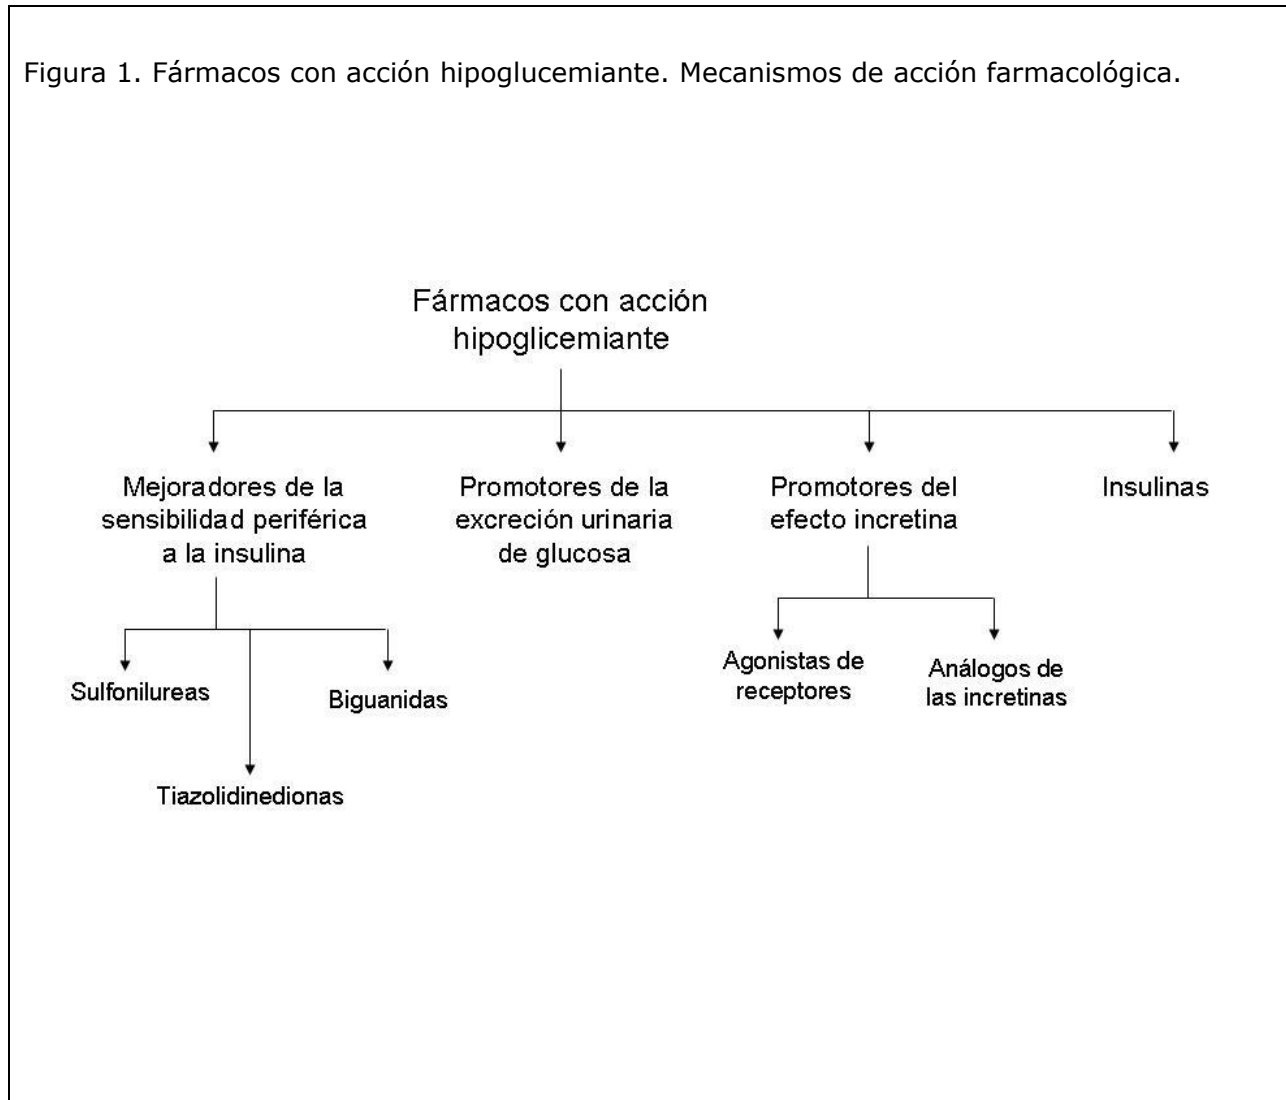 Figura 1. Fármacos con acción hipoglucemiante. Mecanismos de acción farmacológica.
Fármacos con acción
hipoglicemiante
Mejoradores de la
sensibilidad periférica
a la insulina
Promotores de la
excreción urinaria
de glucosa
Promotores del
efecto incretina
Insulinas
Sulfonilureas
Biguanidas
Tiazolidinedionas
Agonistas de
receptores
Análogos de
las incretinas